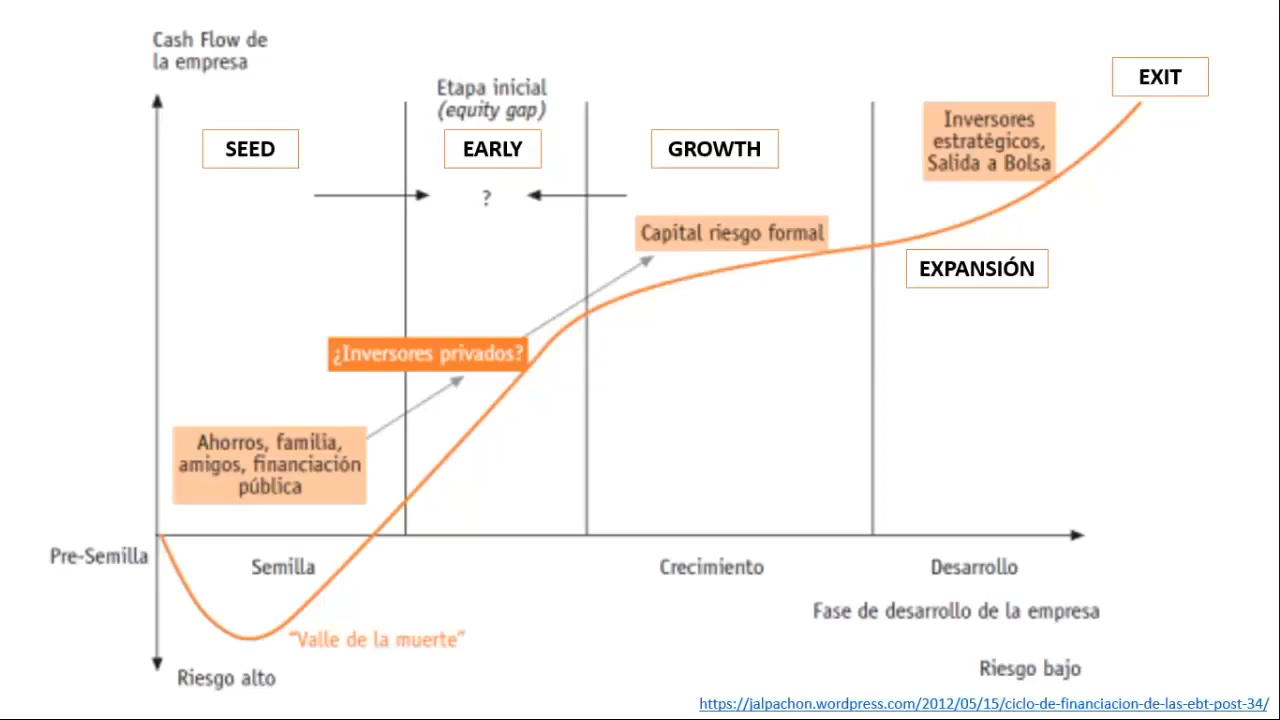 Cash Flow de
la empresa
Etapa inicial
(equity gap)
EXIT
SEED
EARLY
GROWTH
Inversores
estratégicos,
Salida a Bolsa
?
Capital riesgo formal
EXPANSIÓN
¿Inversores privados?
Ahorros, familia,
amigos, financiación
pública
Pre-Semilla
Semilla
Crecimiento
Desarrollo
Fase de desarrollo de la empresa
"Valle de la muerte"
Riesgo alto
Riesgo bajo
https://jalpachon.wordpress.com/2012/05/15/ciclo-de-financiacion-de-las-ebt-post-34/